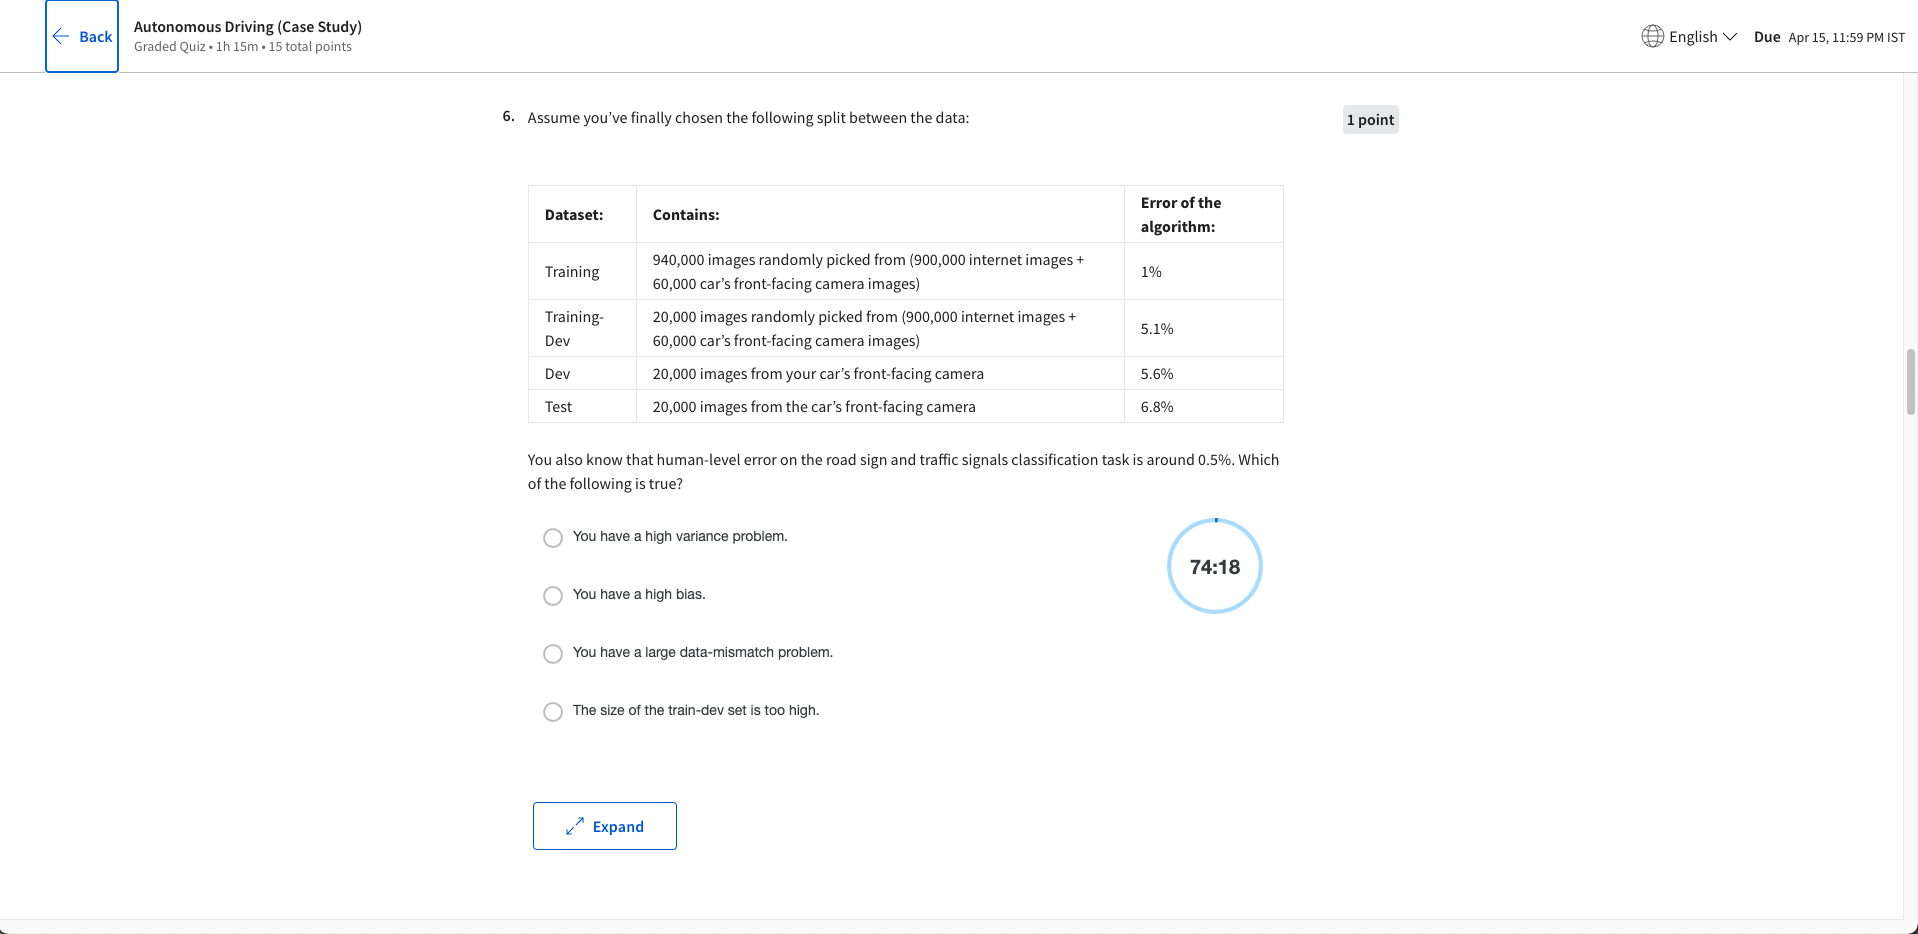 Back
Autonomous Driving (Case Study)
Graded Quiz • 1h 15m • 15 total points
English
Due Apr 15, 11:59 PM IST
6. Assume you’ve finally chosen the following split between the data:
1 point
Dataset:
Contains:
Error of the
algorithm:
Training
940,000 images randomly picked from (900,000 internet images +
60,000 car’s front-facing camera images)
1%
Training-
Dev
20,000 images randomly picked from (900,000 internet images +
60,000 car’s front-facing camera images)
5.1%
Dev
20,000 images from your car’s front-facing camera
5.6%
Test
20,000 images from the car’s front-facing camera
6.8%
You also know that human-level error on the road sign and traffic signals classification task is around 0.5%. Which
of the following is true?
You have a high variance problem.
You have a high bias.
You have a large data-mismatch problem.
The size of the train-dev set is too high.
74:18
Expand